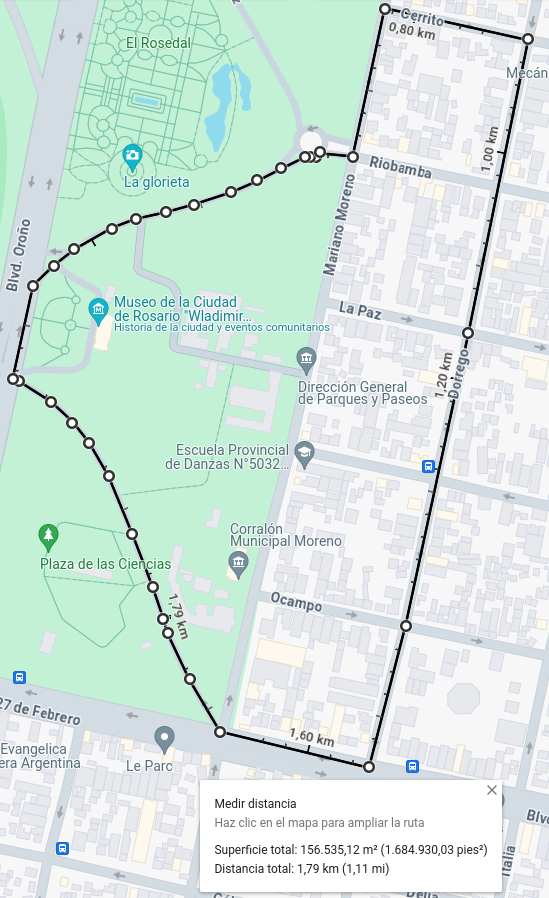 Cerrito
0,80 km
El Rosedal
Mecán
1,00 km
Riobamba
La glorieta
Mariano Moreno
Blvd. Oroño
Museo de la Ciudad
de Rosario "Wladimir...
Historia de la ciudad y eventos comunitarios
La Paz
Dirección General
de Parques y Paseos
1,20 km
Dorrego
Escuela Provincial
de Danzas N°5032...
Corralón
Municipal Moreno
Plaza de las Ciencias
1,79 km
Ocampo
27 de Febrero
1,60 km
Evangelica
era Argentina
Le Parc
Medir distancia
Haz clic en el mapa para ampliar la ruta
Superficie total: 156.535,12 m² (1.684.930,03 pies²)
Distancia total: 1,79 km (1,11 mi)
Blvd
Italia